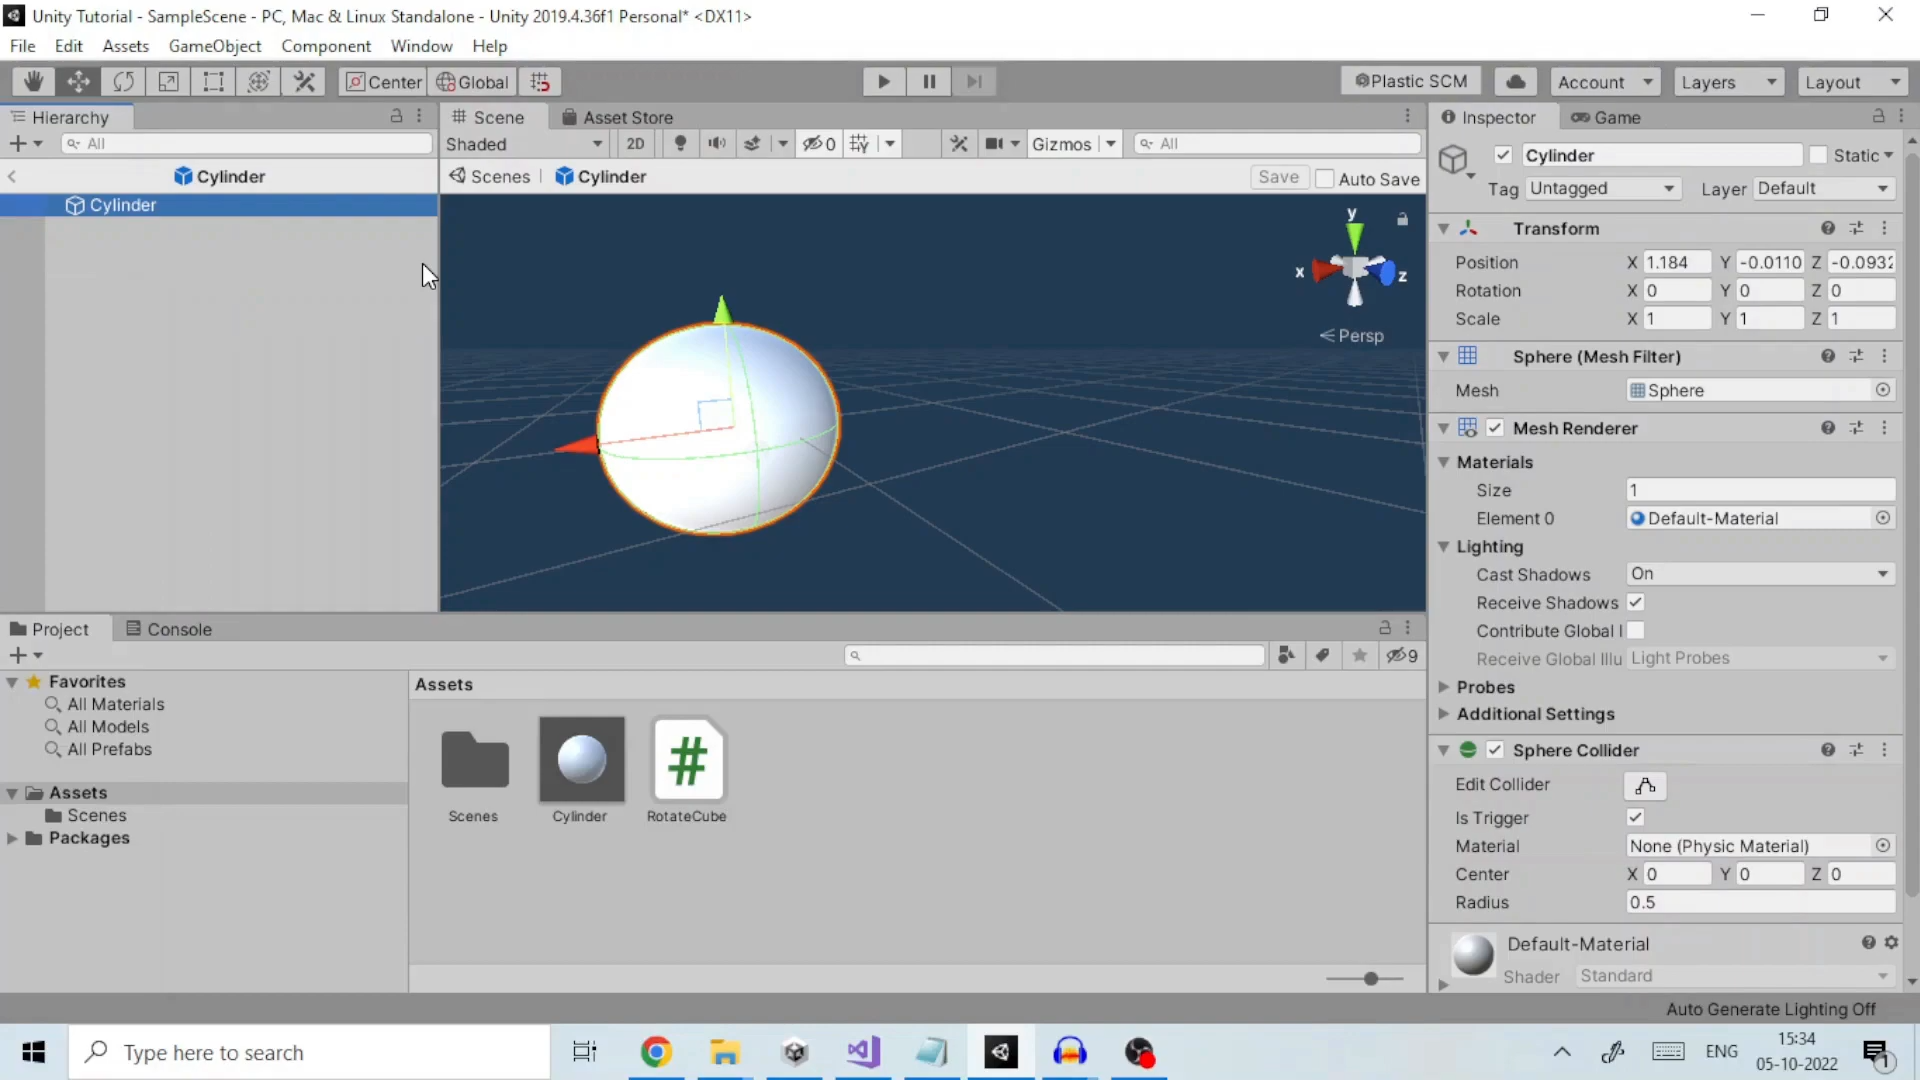 Unity Tutorial - SampleScene - PC, Mac & Linux Standalone - Unity 2019.4.36f1 Personal* <DX11>
File Edit Assets GameObject Component Window Help
Center Global Plastic SCM Account Layers Layout
Hierarchy
All
Cylinder
Cylinder
Scene Asset Store
Shaded 2D 0 Gizmos All
Scenes Cylinder Save Auto Save
y
x z
Persp
Inspector Game
Cylinder Static
Tag Untagged Layer Default
Transform
Position X 1.184 Y -0.0110 Z -0.0932
Rotation X 0 Y 0 Z 0
Scale X 1 Y 1 Z 1
Sphere (Mesh Filter)
Mesh Sphere
Mesh Renderer
Materials
Size 1
Element 0 Default-Material
Lighting
Cast Shadows On
Receive Shadows
Contribute Global I
Receive Global Illu Light Probes
Probes
Additional Settings
Sphere Collider
Edit Collider
Is Trigger
Material None (Physic Material)
Center X 0 Y 0 Z 0
Radius 0.5
Default-Material
Shader Standard
Project Console
9
Favorites
All Materials
All Models
All Prefabs
Assets
Scenes
Packages
Assets
Scenes Cylinder RotateCube
Auto Generate Lighting Off
Type here to search
ENG 15:34
05-10-2022
1